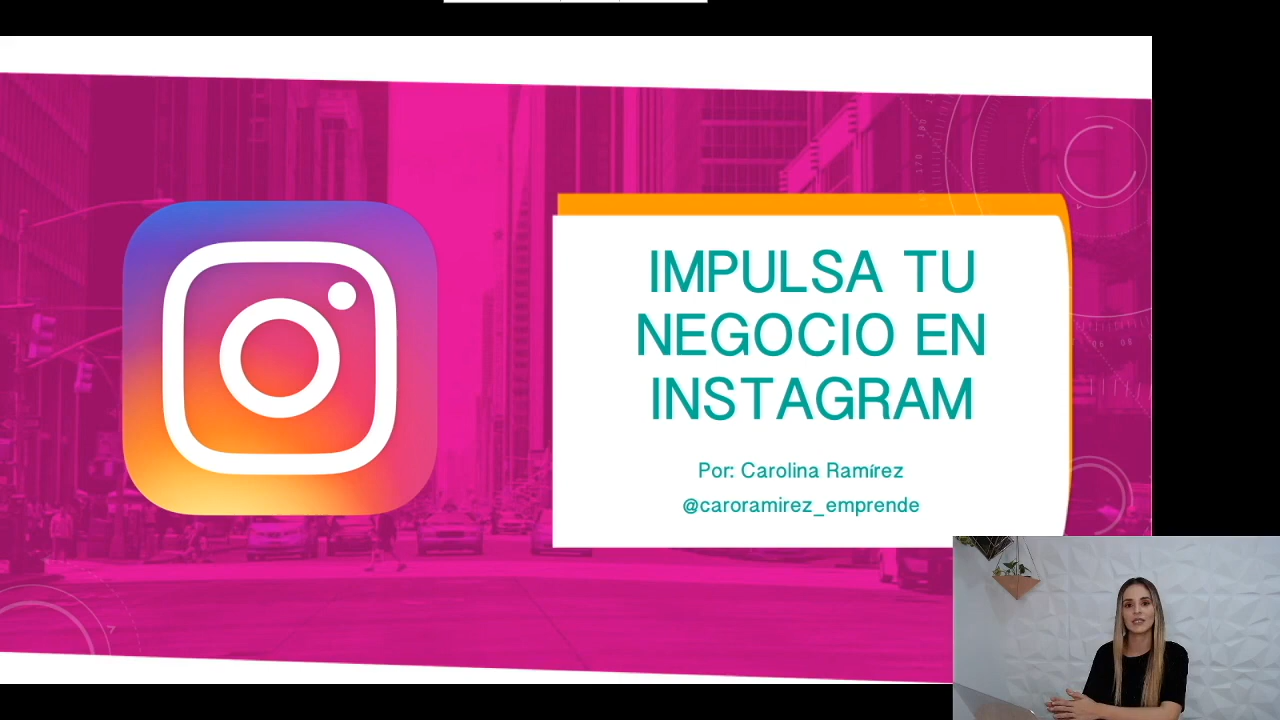 IMPULSA TU
NEGOCIO EN
INSTAGRAM
Por: Carolina Ramírez
@caroramirez_emprende